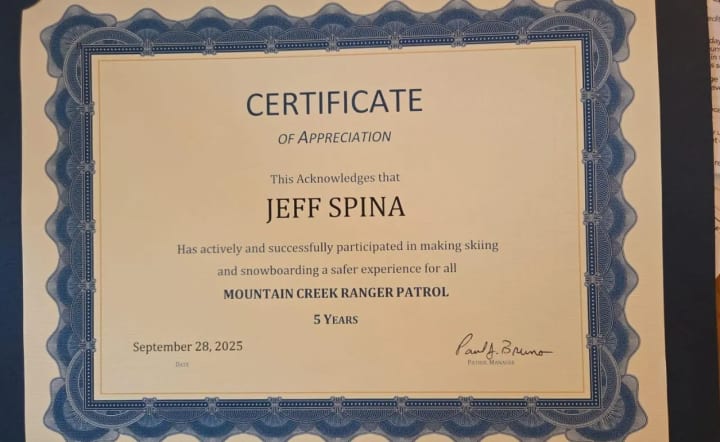 CERTIFICATE
OF APPRECIATION
This Acknowledges that
JEFF SPINA
Has actively and successfully participated in making skiing
and snowboarding a safer experience for all
MOUNTAIN CREEK RANGER PATROL
5 YEARS
September 28, 2025
DATE
Paul J. Bruno
PATROL MANAGER